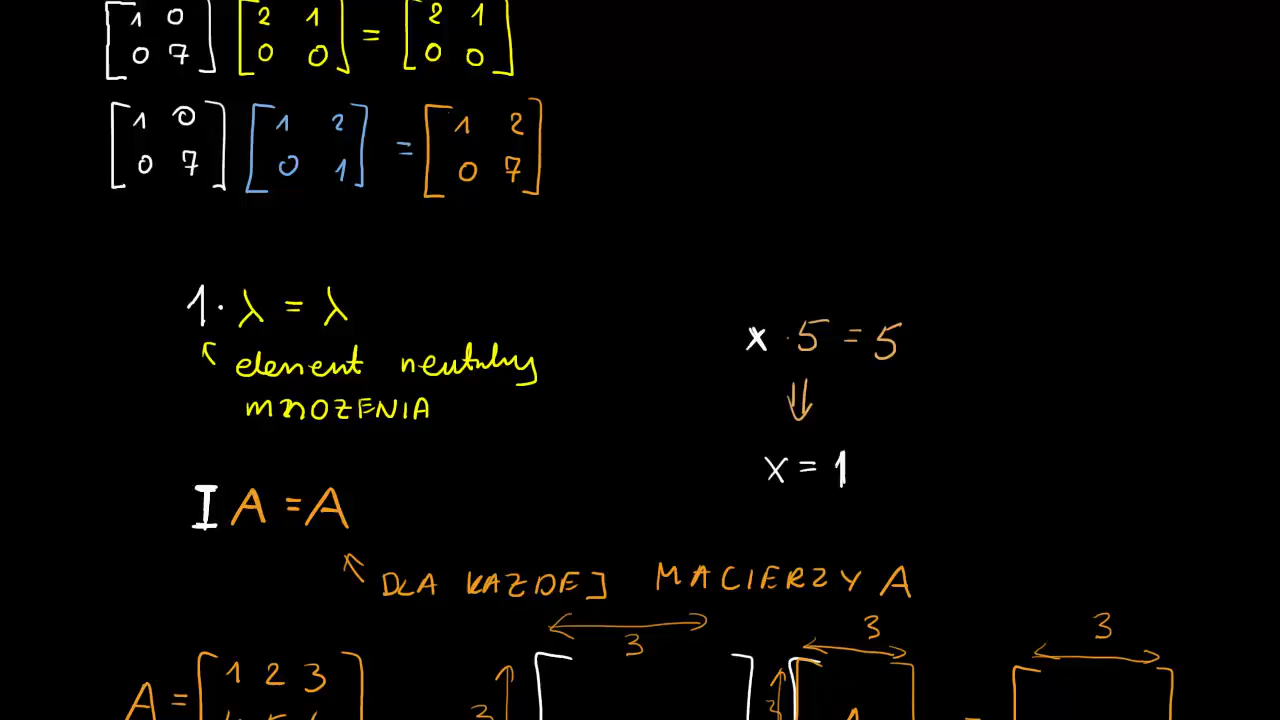 [1 0 0 7] [2 1 0 0] = [2 1 0 0]
[1 0 0 7] [1 2 0 1] = [1 2 0 7]
1 · λ = λ
element neutralny
MNOZENIA
x · 5 = 5
⇓
x = 1
I A = A
DLA KAZDEJ MACIERZY A
3 3 3
A = [1 2 3
3
=